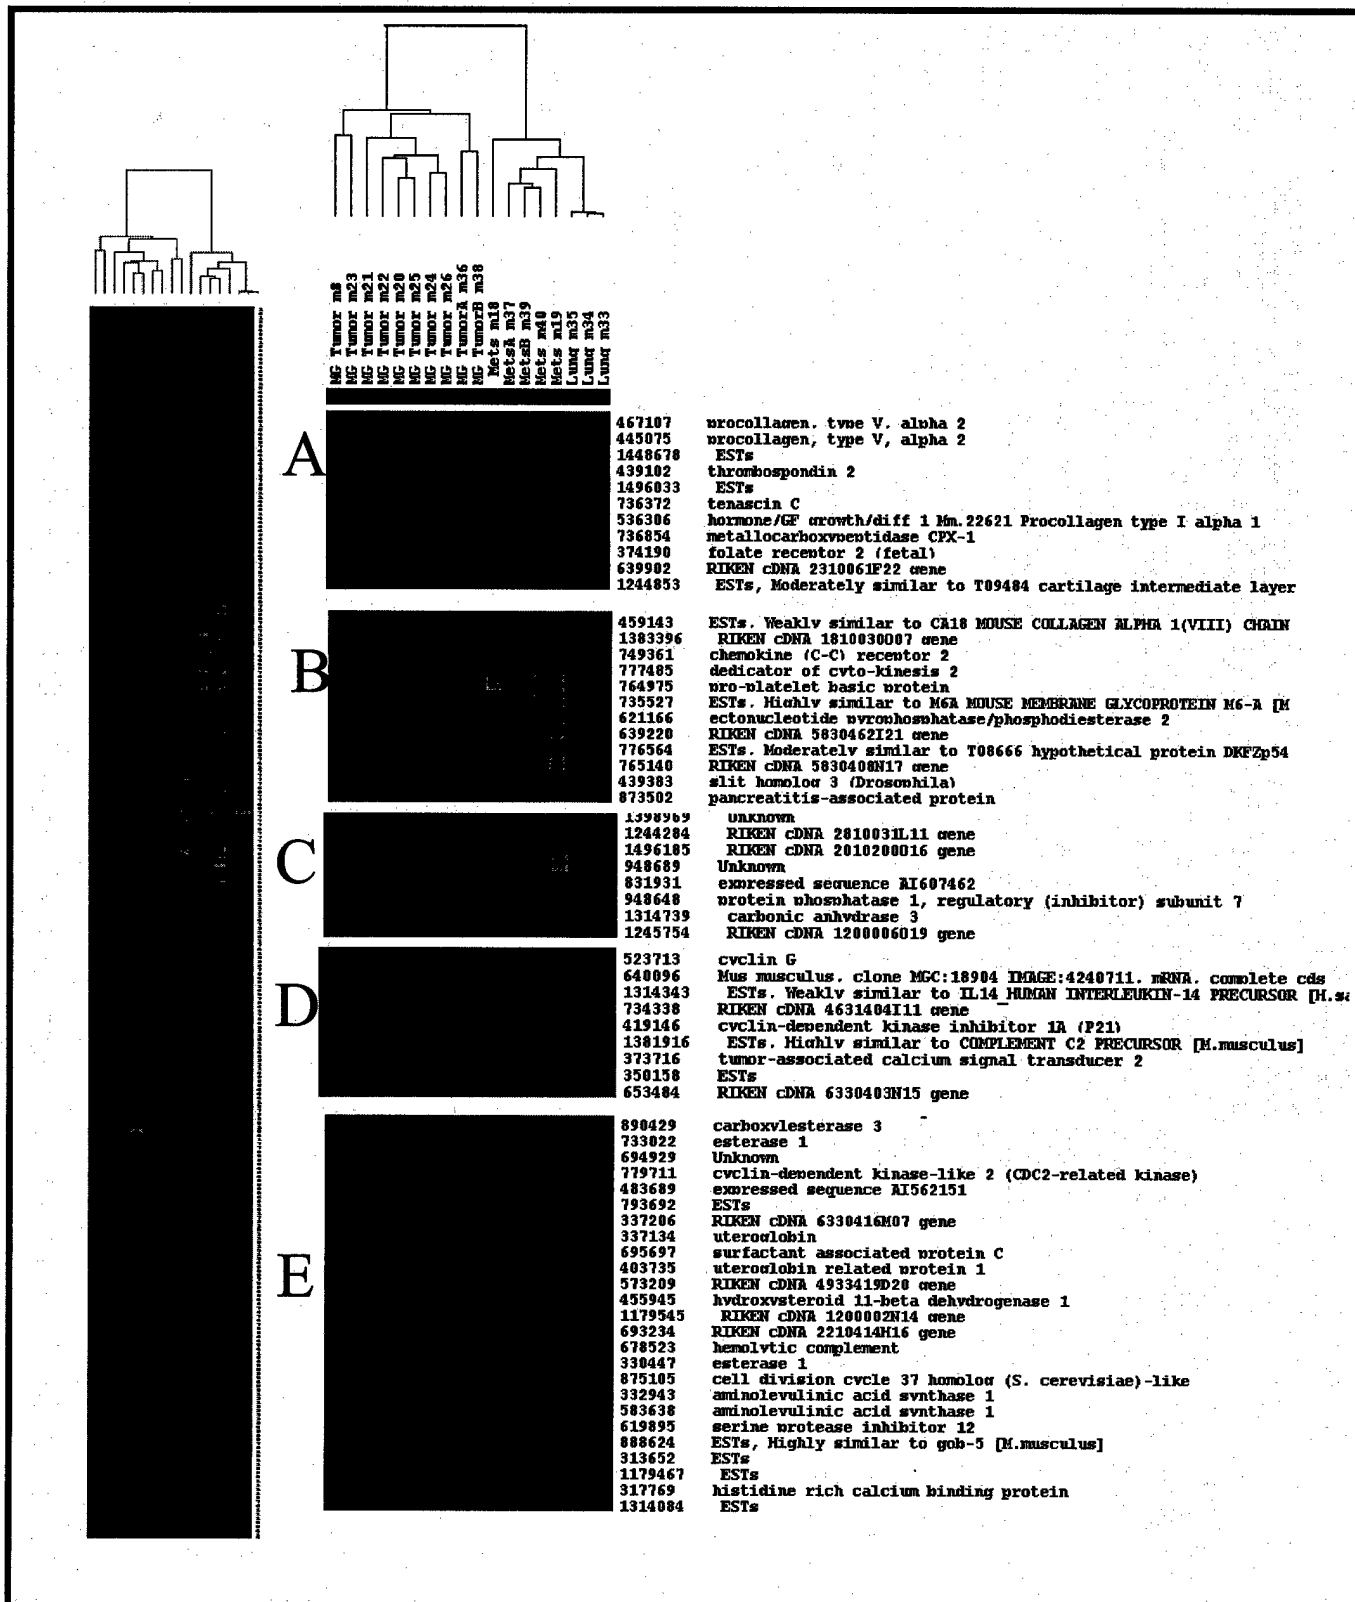 MG Tumor m8
MG Tumor m23
MG Tumor m21
MG Tumor m22
MG Tumor m20
MG Tumor m25
MG Tumor m24
MG Tumor m26
MG TumorA m36
MG TumorB m38
Mets m18
MetsA m37
MetsB m39
Mets m40
Mets m19
Lung m35
Lung m34
Lung m33
A
467107 procollagen, type V, alpha 2
445075 procollagen, type V, alpha 2
1448678 ESTs
439102 thrombospondin 2
1496033 ESTs
736372 tenascin C
536306 hormone/GF growth/diff 1 Mm.22621 Procollagen type I alpha 1
736854 metallocarboxypeptidase CPX-1
374190 folate receptor 2 (fetal)
639902 RIKEN cDNA 2310061F22 gene
1244853 ESTs, Moderately similar to T09484 cartilage intermediate layer
B
459143 ESTs, Weakly similar to CA18 MOUSE COLLAGEN ALPHA 1(VIII) CHAIN
1383396 RIKEN cDNA 1810030O07 gene
749361 chemokine (C-C) receptor 2
777485 dedicator of cyto-kinesis 2
764975 pro-platelet basic protein
735527 ESTs, Highly similar to M6A MOUSE MEMBRANE GLYCOPROTEIN M6-A [M
621166 ectonucleotide pyrophosphatase/phosphodiesterase 2
639220 RIKEN cDNA 5830462I21 gene
776564 ESTs, Moderately similar to T08666 hypothetical protein DKFZp54
765140 RIKEN cDNA 5830408N17 gene
439383 slit homolog 3 (Drosophila)
873502 pancreatitis-associated protein
C
1398969 Unknown
1244284 RIKEN cDNA 2810031L11 gene
1496185 RIKEN cDNA 2010200O16 gene
948689 Unknown
831931 expressed sequence AI607462
948648 protein phosphatase 1, regulatory (inhibitor) subunit 7
1314739 carbonic anhydrase 3
1245754 RIKEN cDNA 1200006O19 gene
D
523713 cyclin G
640096 Mus musculus, clone MGC:18904 IMAGE:4240711, mRNA, complete cds
1314343 ESTs, Weakly similar to IL14_HUMAN INTERLEUKIN-14 PRECURSOR [H.sa
734338 RIKEN cDNA 4631404I11 gene
419146 cyclin-dependent kinase inhibitor 1A (P21)
1381916 ESTs, Highly similar to COMPLEMENT C2 PRECURSOR [M.musculus]
373716 tumor-associated calcium signal transducer 2
350158 ESTs
653484 RIKEN cDNA 6330403N15 gene
E
890429 carboxylesterase 3
733022 esterase 1
694929 Unknown
779711 cyclin-dependent kinase-like 2 (CDC2-related kinase)
483689 expressed sequence AI562151
793692 ESTs
337206 RIKEN cDNA 6330416M07 gene
337134 uteroglobin
695697 surfactant associated protein C
403735 uteroglobin related protein 1
573209 RIKEN cDNA 4933419D20 gene
455945 hydroxysteroid 11-beta dehydrogenase 1
1179545 RIKEN cDNA 1200002N14 gene
693234 RIKEN cDNA 2210414H16 gene
678523 hemolytic complement
330447 esterase 1
875105 cell division cycle 37 homolog (S. cerevisiae)-like
332943 aminolevulinic acid synthase 1
583638 aminolevulinic acid synthase 1
619895 serine protease inhibitor 12
888624 ESTs, Highly similar to gob-5 [M.musculus]
313652 ESTs
1179467 ESTs
317769 histidine rich calcium binding protein
1314084 ESTs